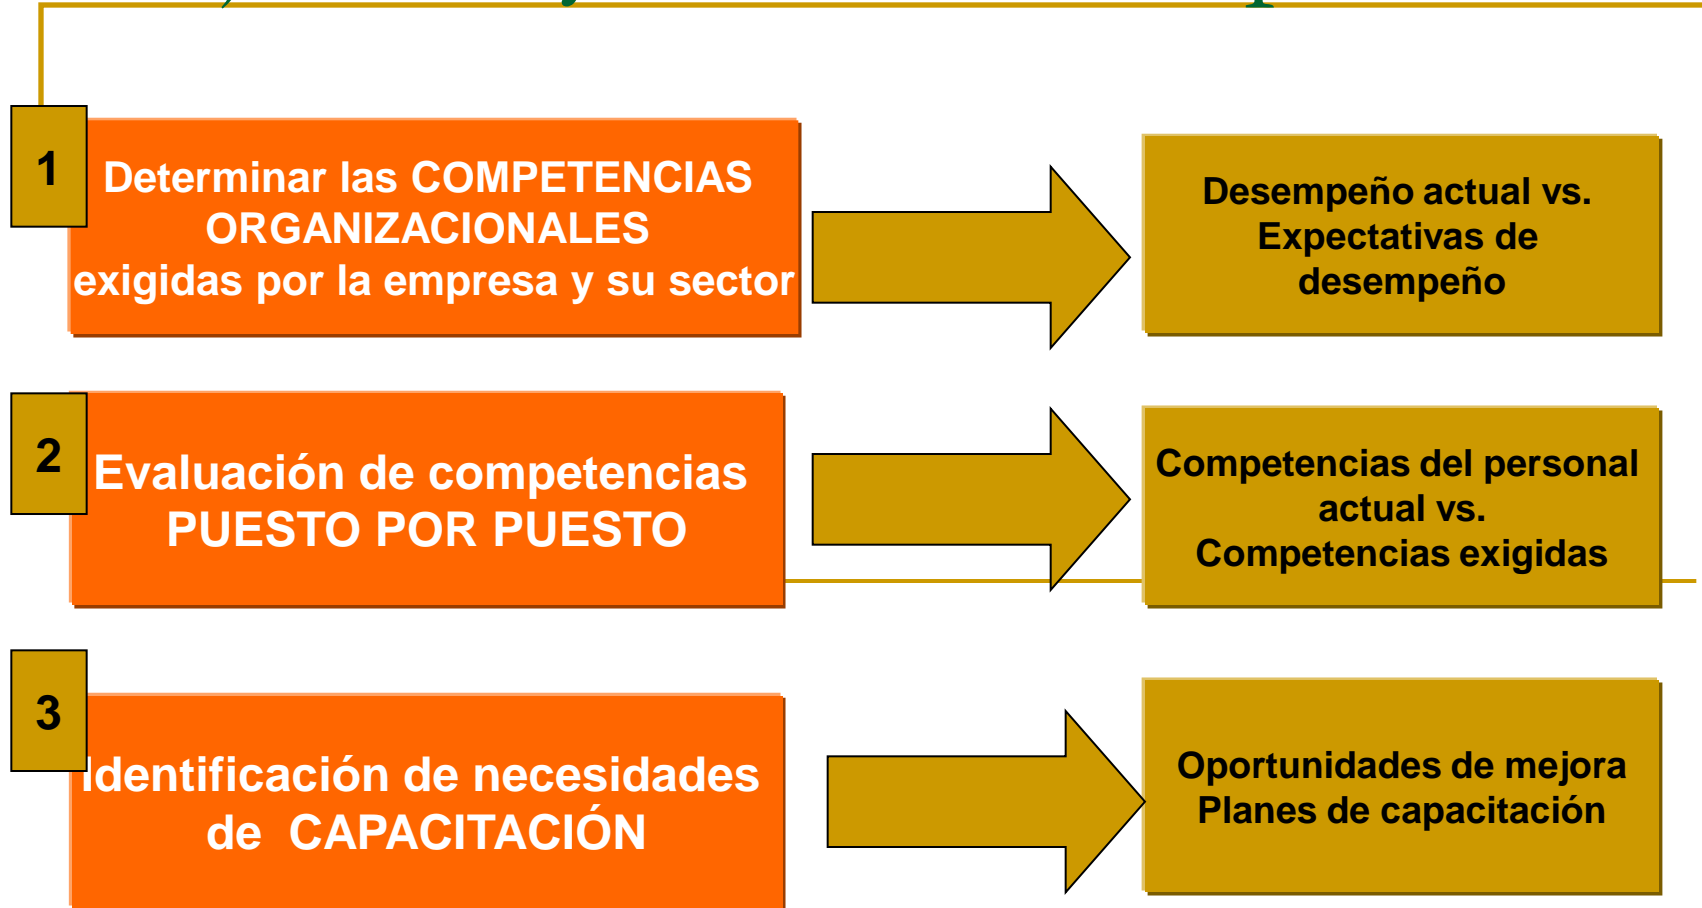 1
Determinar las COMPETENCIAS
ORGANIZACIONALES
exigidas por la empresa y su sector
Desempeño actual vs.
Expectativas de
desempeño
2
Evaluación de competencias
PUESTO POR PUESTO
Competencias del personal
actual vs.
Competencias exigidas
3
Identificación de necesidades
de CAPACITACIÓN
Oportunidades de mejora
Planes de capacitación